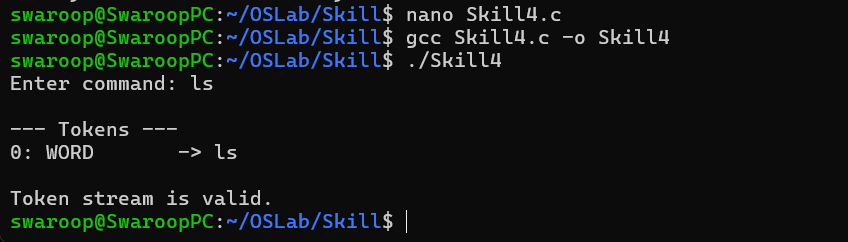 swaroop@SwaroopPC:~/OSLab/Skill$ nano Skill4.c
swaroop@SwaroopPC:~/OSLab/Skill$ gcc Skill4.c -o Skill4
swaroop@SwaroopPC:~/OSLab/Skill$ ./Skill4
Enter command: ls
--- Tokens ---
0: WORD       -> ls
Token stream is valid.
swaroop@SwaroopPC:~/OSLab/Skill$